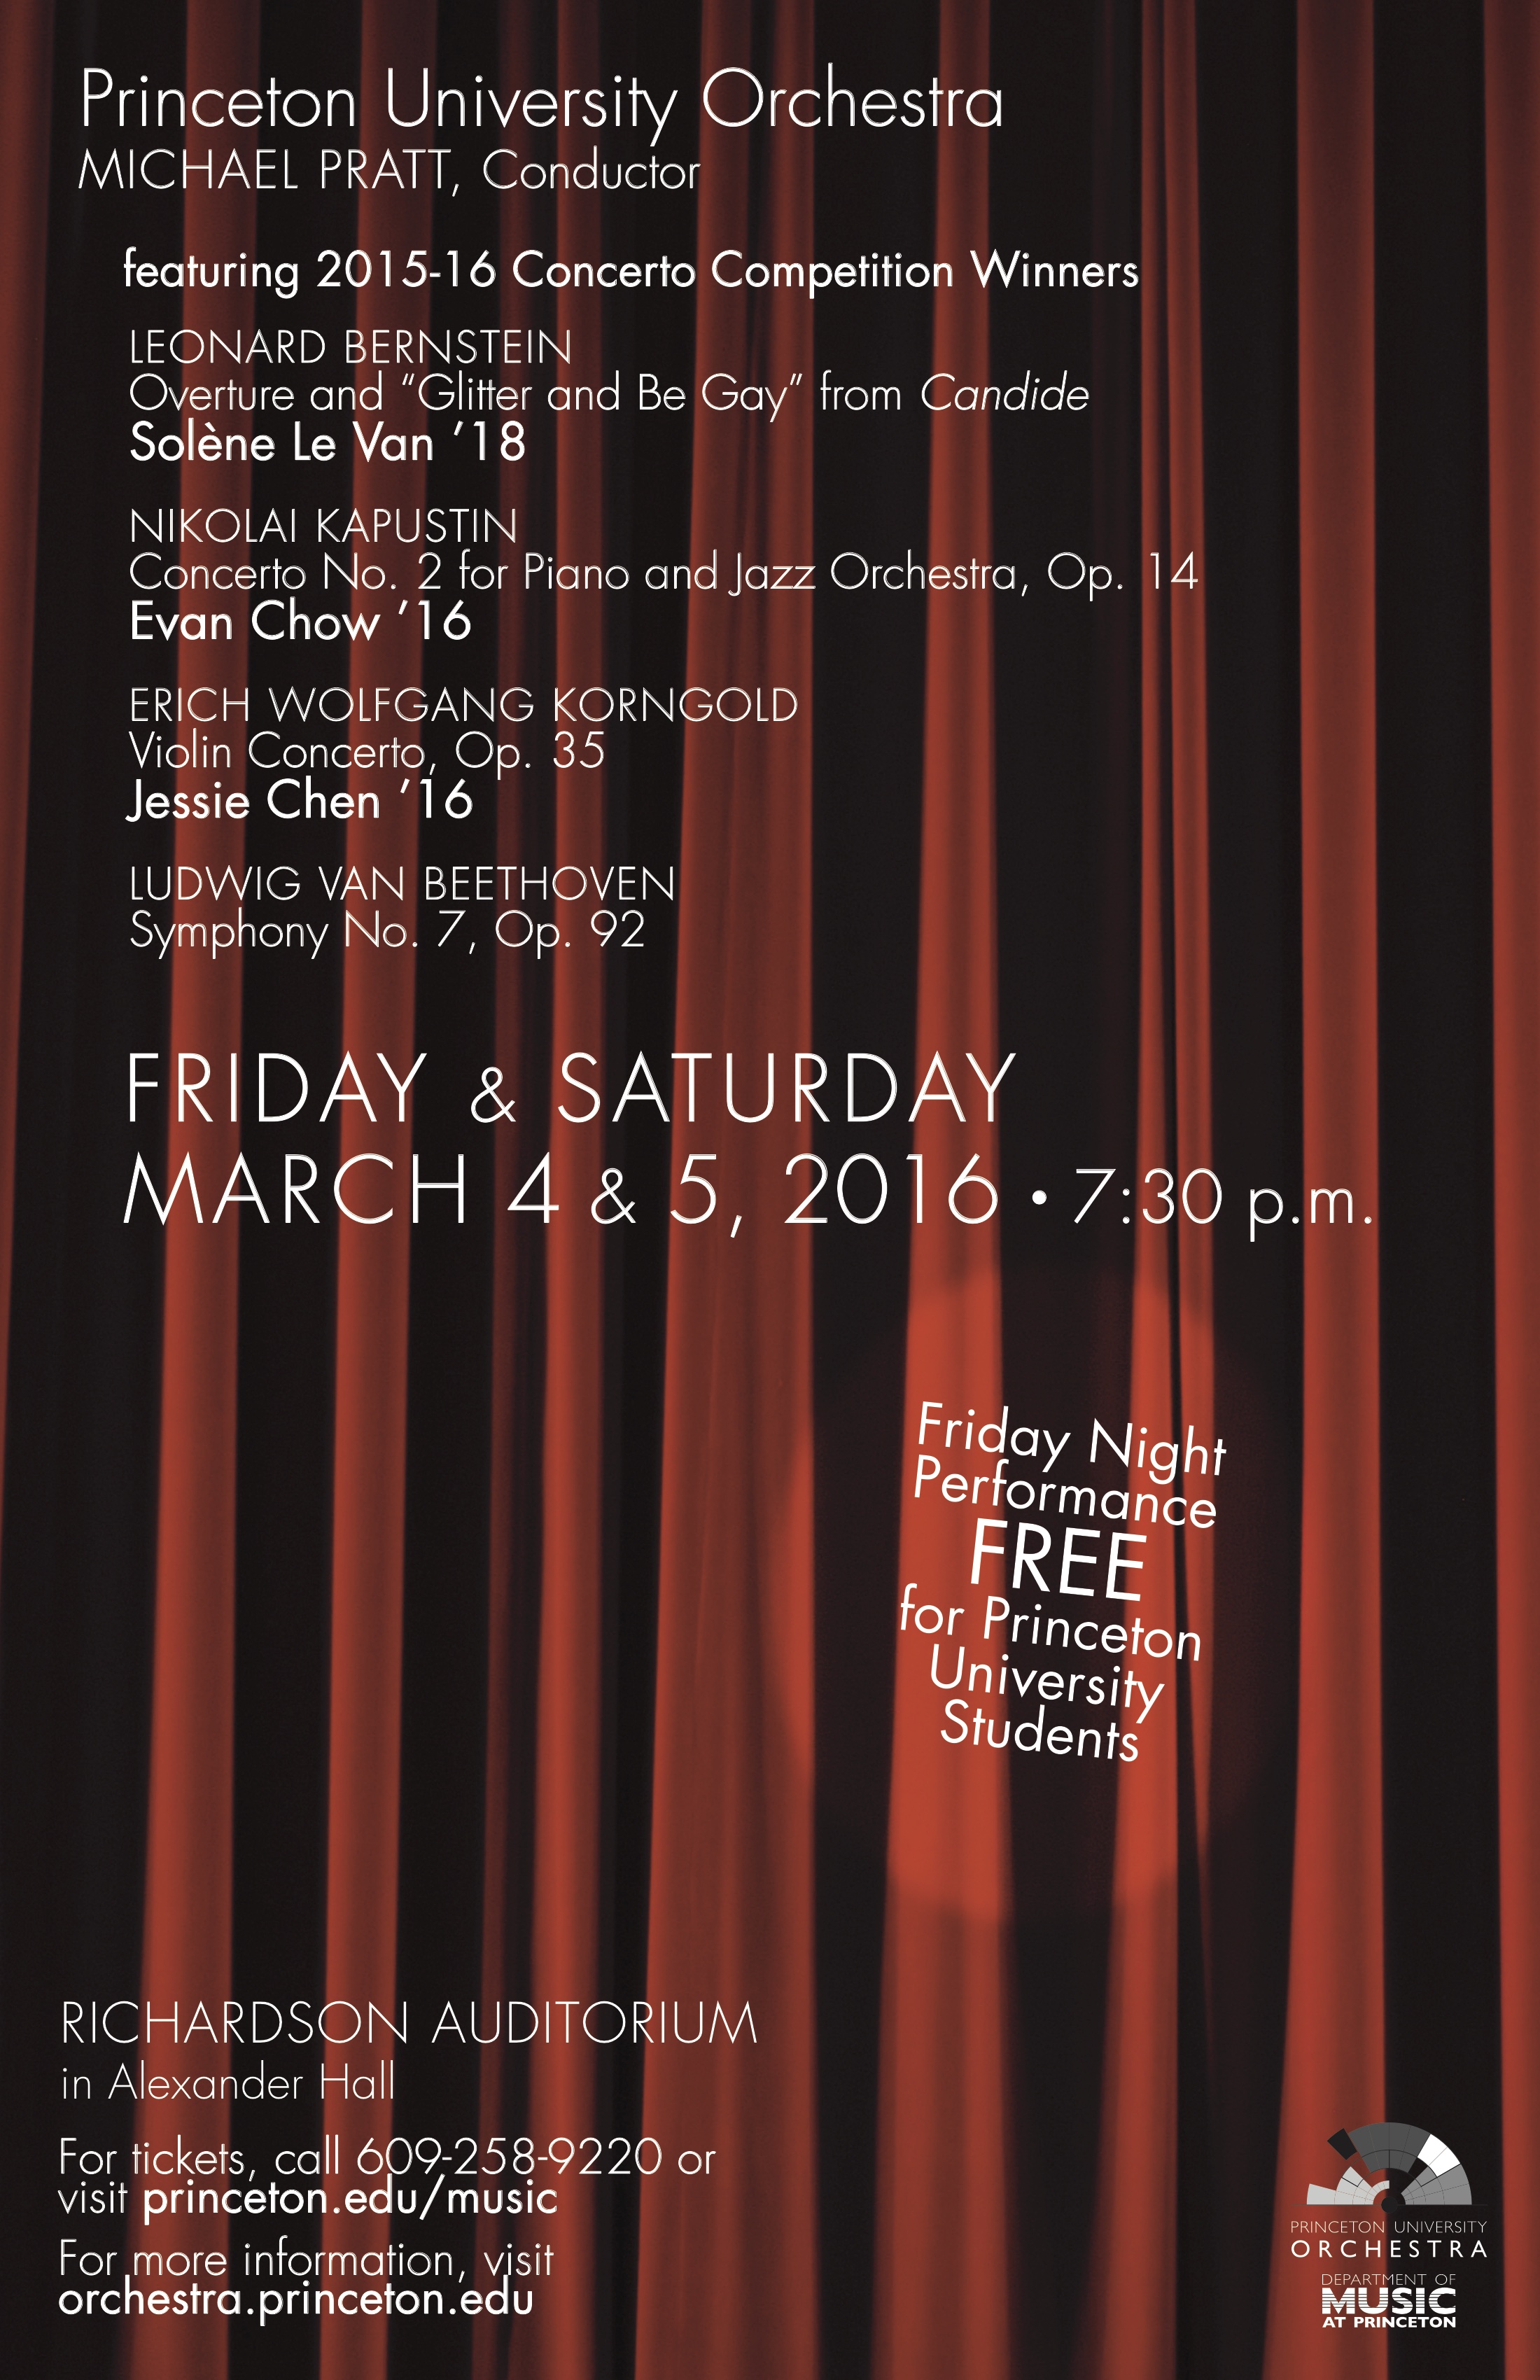 Princeton University Orchestra
MICHAEL PRATT, Conductor
featuring 2015-16 Concerto Competition Winners
LEONARD BERNSTEIN
Overture and “Glitter and Be Gay” from Candide
Solène Le Van ’18
NIKOLAI KAPUSTIN
Concerto No. 2 for Piano and Jazz Orchestra, Op. 14
Evan Chow ’16
ERICH WOLFGANG KORNGOLD
Violin Concerto, Op. 35
Jessie Chen ’16
LUDWIG VAN BEETHOVEN
Symphony No. 7, Op. 92
FRIDAY & SATURDAY
MARCH 4 & 5, 2016 • 7:30 p.m.
Friday Night
Performance
FREE
for Princeton
University
Students
RICHARDSON AUDITORIUM
in Alexander Hall
For tickets, call 609-258-9220 or
visit princeton.edu/music
For more information, visit
orchestra.princeton.edu
PRINCETON UNIVERSITY
ORCHESTRA
DEPARTMENT OF
MUSIC
AT PRINCETON